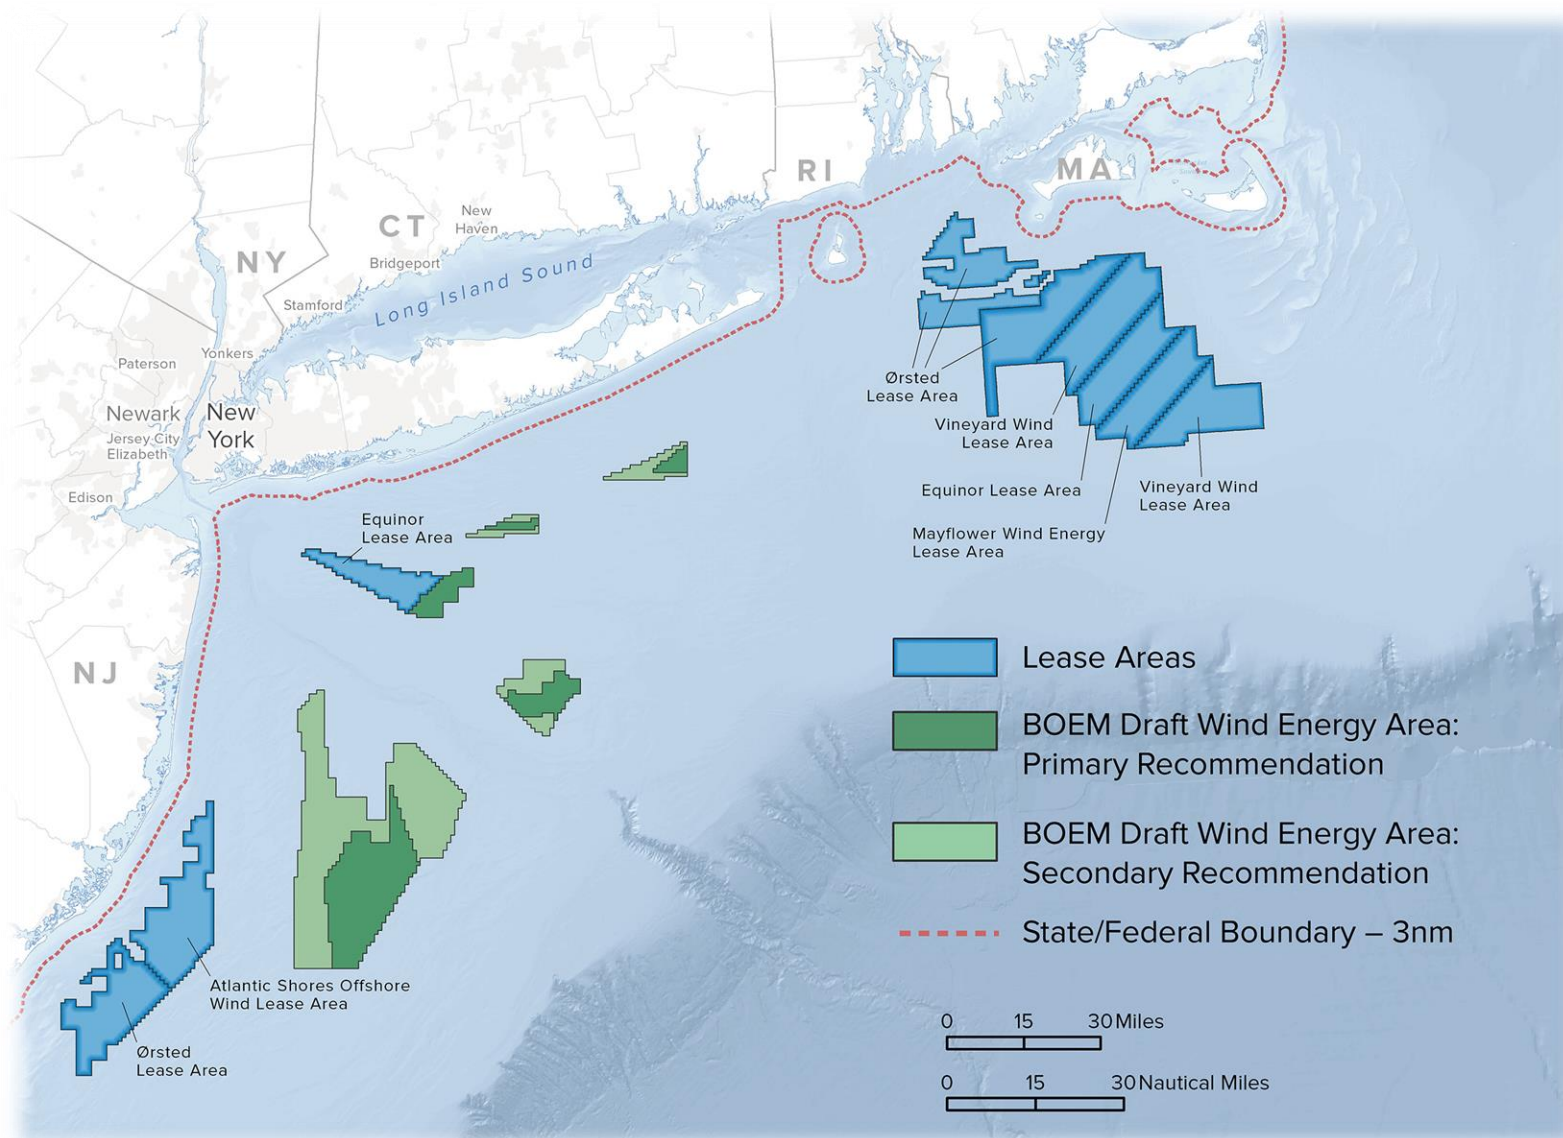 RI
MA
CT
New
Haven
NY
Bridgeport
Long Island Sound
Stamford
Yonkers
Paterson
Newark
New
York
Jersey City
Elizabeth
Edison
Ørsted
Lease Area
Vineyard Wind
Lease Area
Equinor Lease Area
Vineyard Wind
Lease Area
Mayflower Wind Energy
Lease Area
Equinor
Lease Area
NJ
Lease Areas
BOEM Draft Wind Energy Area:
Primary Recommendation
BOEM Draft Wind Energy Area:
Secondary Recommendation
State/Federal Boundary – 3nm
Atlantic Shores Offshore
Wind Lease Area
Ørsted
Lease Area
0 15 30 Miles
0 15 30 Nautical Miles